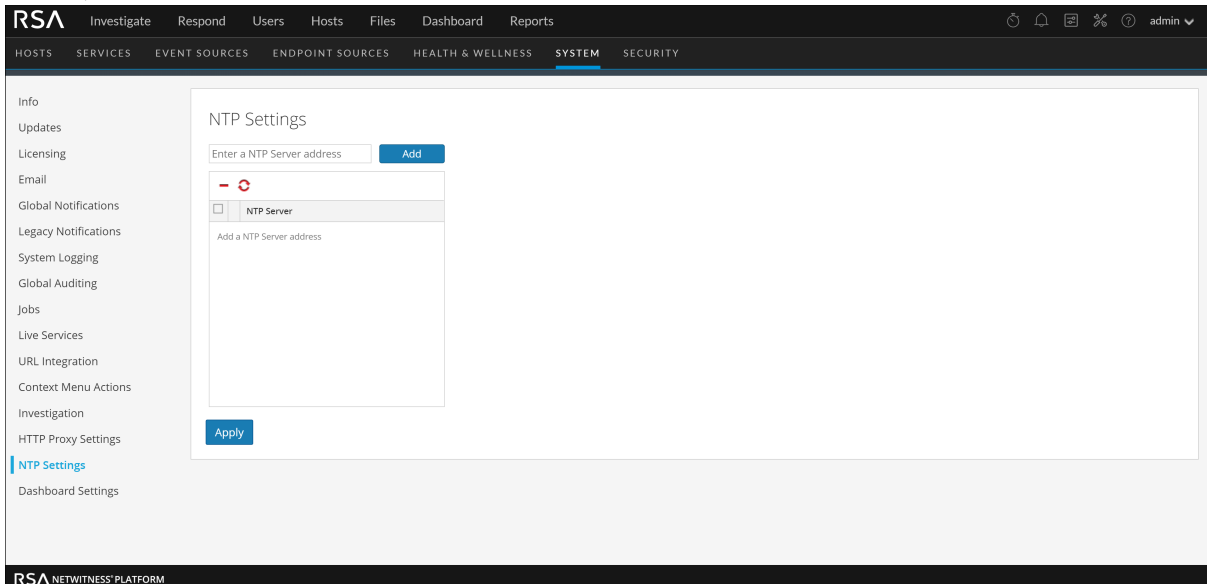 RSA Investigate Respond Users Hosts Files Dashboard Reports admin
HOSTS SERVICES EVENT SOURCES ENDPOINT SOURCES HEALTH & WELLNESS SYSTEM SECURITY
Info
Updates
Licensing
Email
Global Notifications
Legacy Notifications
System Logging
Global Auditing
Jobs
Live Services
URL Integration
Context Menu Actions
Investigation
HTTP Proxy Settings
NTP Settings
Dashboard Settings
NTP Settings
Enter a NTP Server address Add
NTP Server
Add a NTP Server address
Apply
RSA NETWITNESS® PLATFORM